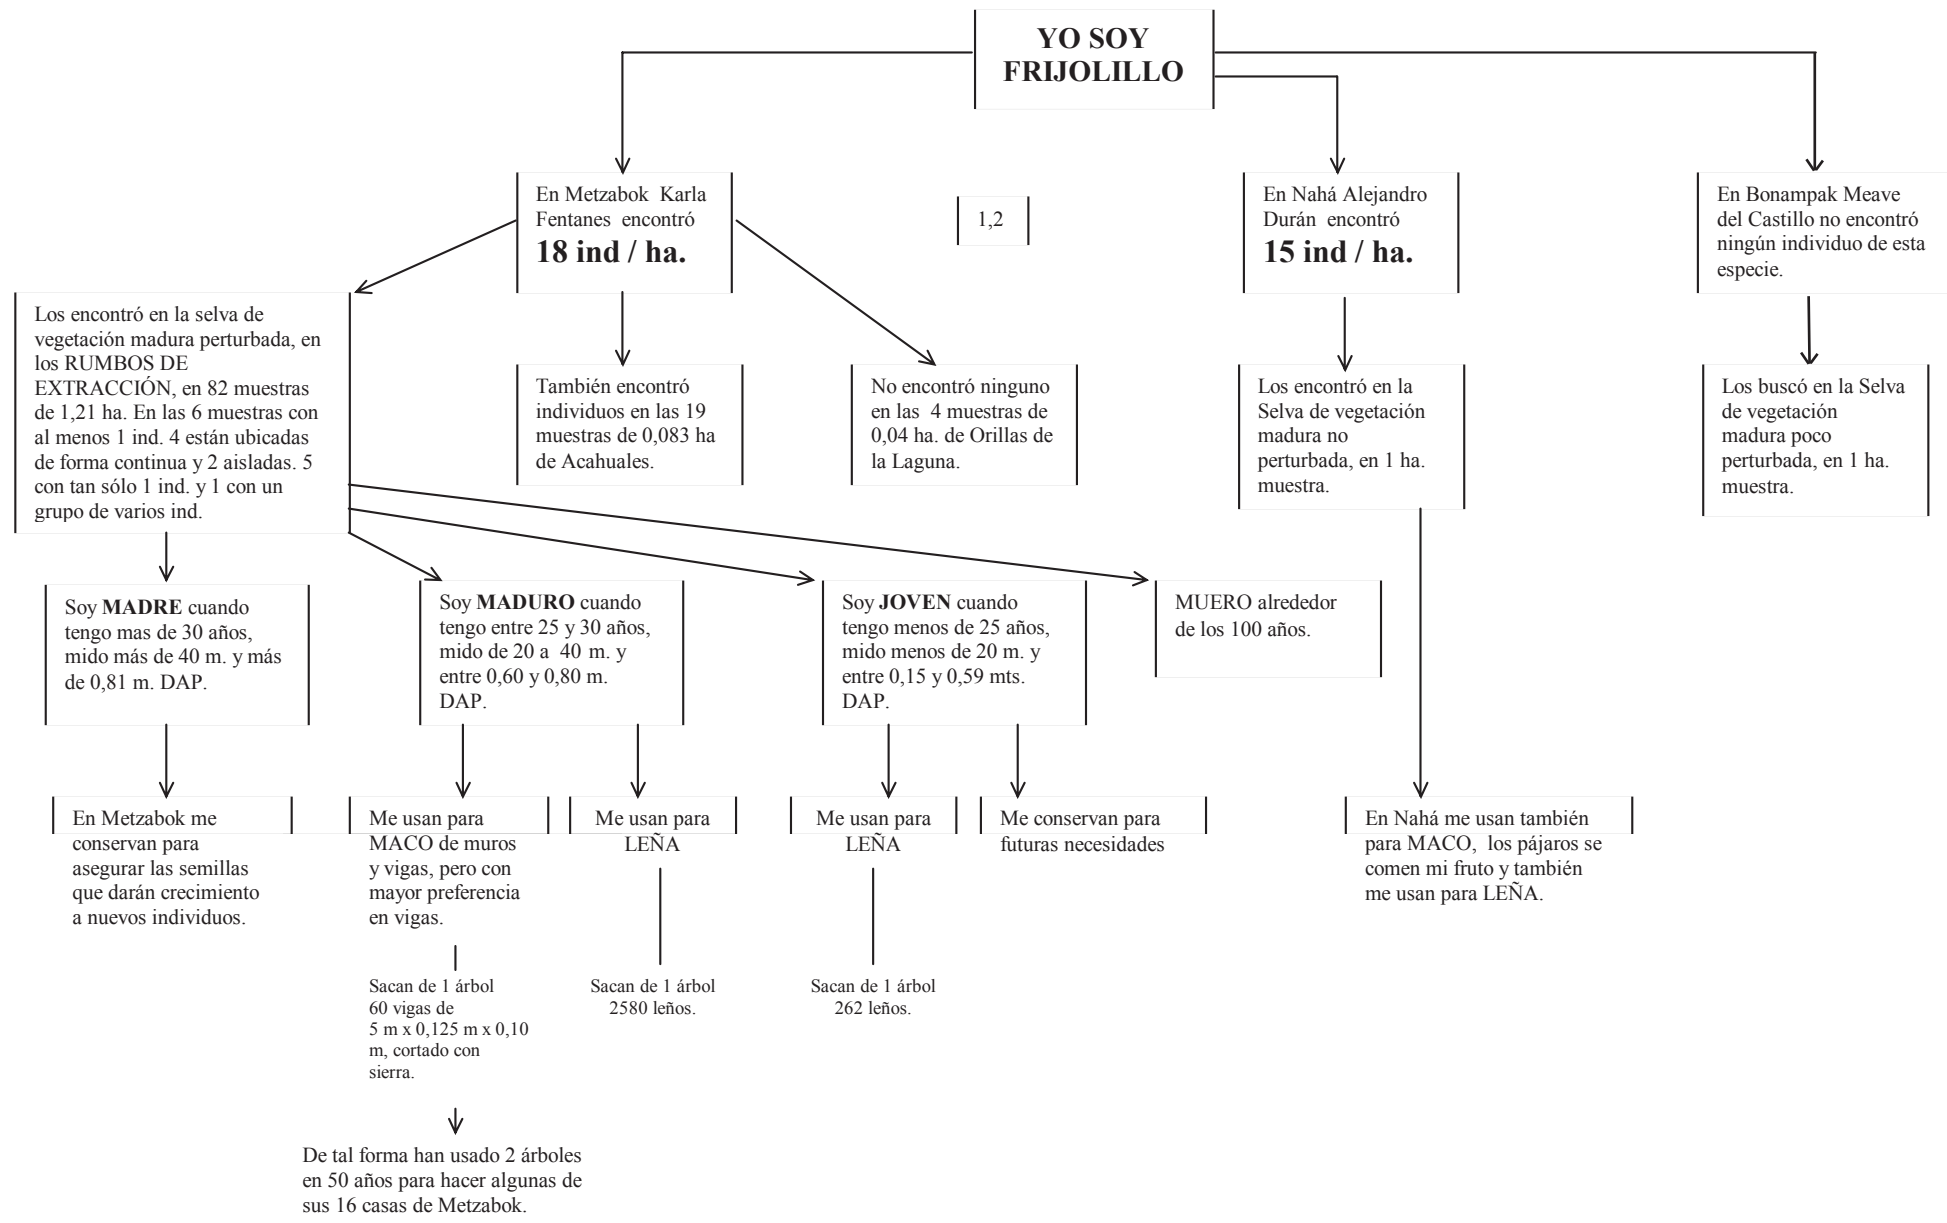 YO SOY
FRIJOLILLO
En Metzabok Karla
Fentanes encontró
18 ind / ha.
1,2
En Nahá Alejandro
Durán encontró
15 ind / ha.
En Bonampak Meave
del Castillo no encontró
ningún individuo de esta
especie.
Los encontró en la selva de
vegetación madura perturbada, en
los RUMBOS DE
EXTRACCIÓN, en 82 muestras
de 1,21 ha. En las 6 muestras con
al menos 1 ind. 4 están ubicadas
de forma continua y 2 aisladas. 5
con tan sólo 1 ind. y 1 con un
grupo de varios ind.
También encontró
individuos en las 19
muestras de 0,083 ha
de Acahuales.
No encontró ninguno
en las 4 muestras de
0,04 ha. de Orillas de
la Laguna.
Los encontró en la
Selva de vegetación
madura no
perturbada, en 1 ha.
muestra.
Los buscó en la Selva
de vegetación
madura poco
perturbada, en 1 ha.
muestra.
Soy MADRE cuando
tengo mas de 30 años,
mido más de 40 m. y más
de 0,81 m. DAP.
Soy MADURO cuando
tengo entre 25 y 30 años,
mido de 20 a 40 m. y
entre 0,60 y 0,80 m.
DAP.
Soy JOVEN cuando
tengo menos de 25 años,
mido menos de 20 m. y
entre 0,15 y 0,59 mts.
DAP.
MUERO alrededor
de los 100 años.
En Metzabok me
conservan para
asegurar las semillas
que darán crecimiento
a nuevos individuos.
Me usan para
MACO de muros
y vigas, pero con
mayor preferencia
en vigas.
Me usan para
LEÑA
Me usan para
LEÑA
Me conservan para
futuras necesidades
En Nahá me usan también
para MACO, los pájaros se
comen mi fruto y también
me usan para LEÑA.
Sacan de 1 árbol
60 vigas de
5 m x 0,125 m x 0,10
m, cortado con
sierra.
Sacan de 1 árbol
2580 leños.
Sacan de 1 árbol
262 leños.
De tal forma han usado 2 árboles
en 50 años para hacer algunas de
sus 16 casas de Metzabok.